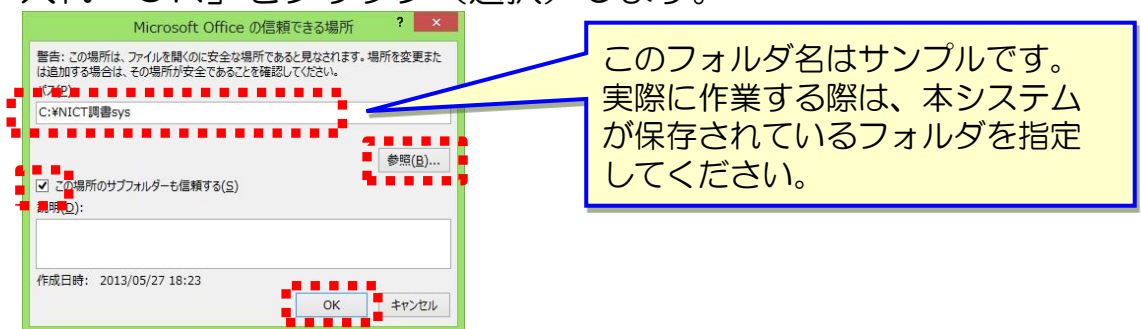 Microsoft Office の信頼できる場所
? ×
警告: この場所は、ファイルを開くのに安全な場所であると見なされます。場所を変更また
は追加する場合は、その場所が安全であることを確認してください。
パス(P)
C:¥NICT調書sys
参照(B)...
この場所のサブフォルダーも信頼する(S)
説明(D):
作成日時: 2013/05/27 18:23
OK
キャンセル
このフォルダ名はサンプルです。
実際に作業する際は、本システム
が保存されているフォルダを指定
してください。